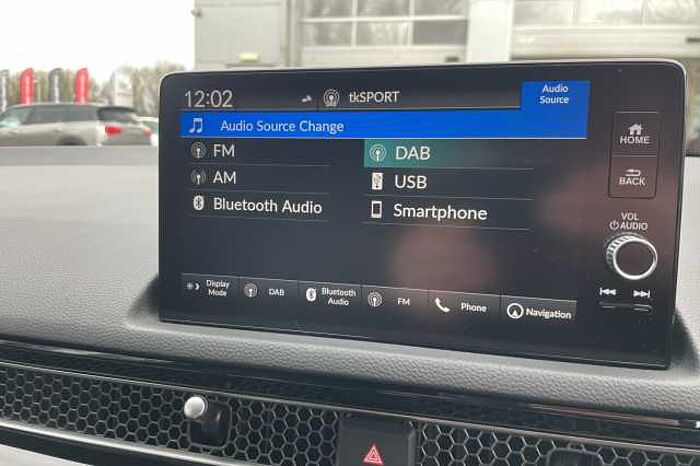 12:02
tkSPORT
Audio
Source
Audio Source Change
FM
DAB
AM
USB
Bluetooth Audio
Smartphone
Display
Mode
DAB
Bluetooth
Audio
FM
Phone
Navigation
HOME
BACK
VOL
AUDIO